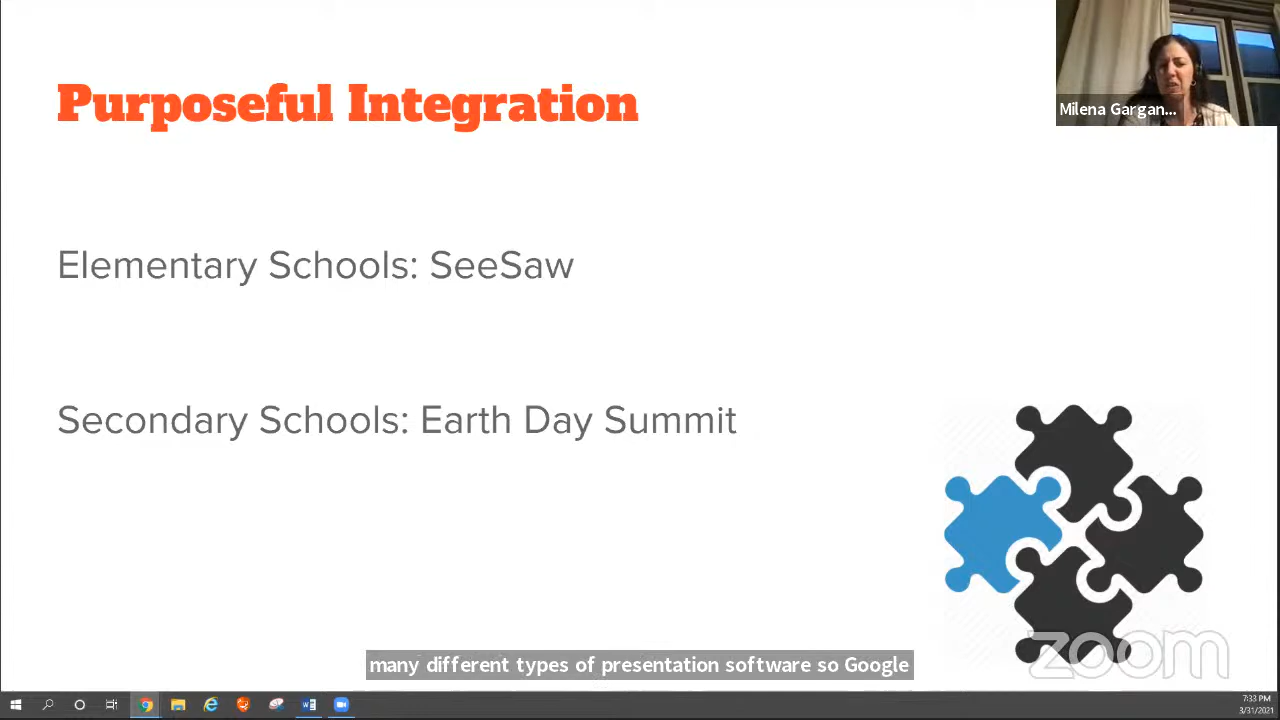 Purposeful Integration
Milena Gargan...
Elementary Schools: SeeSaw
Secondary Schools: Earth Day Summit
zoom
many different types of presentation software so Google
7:33 PM
3/31/2021